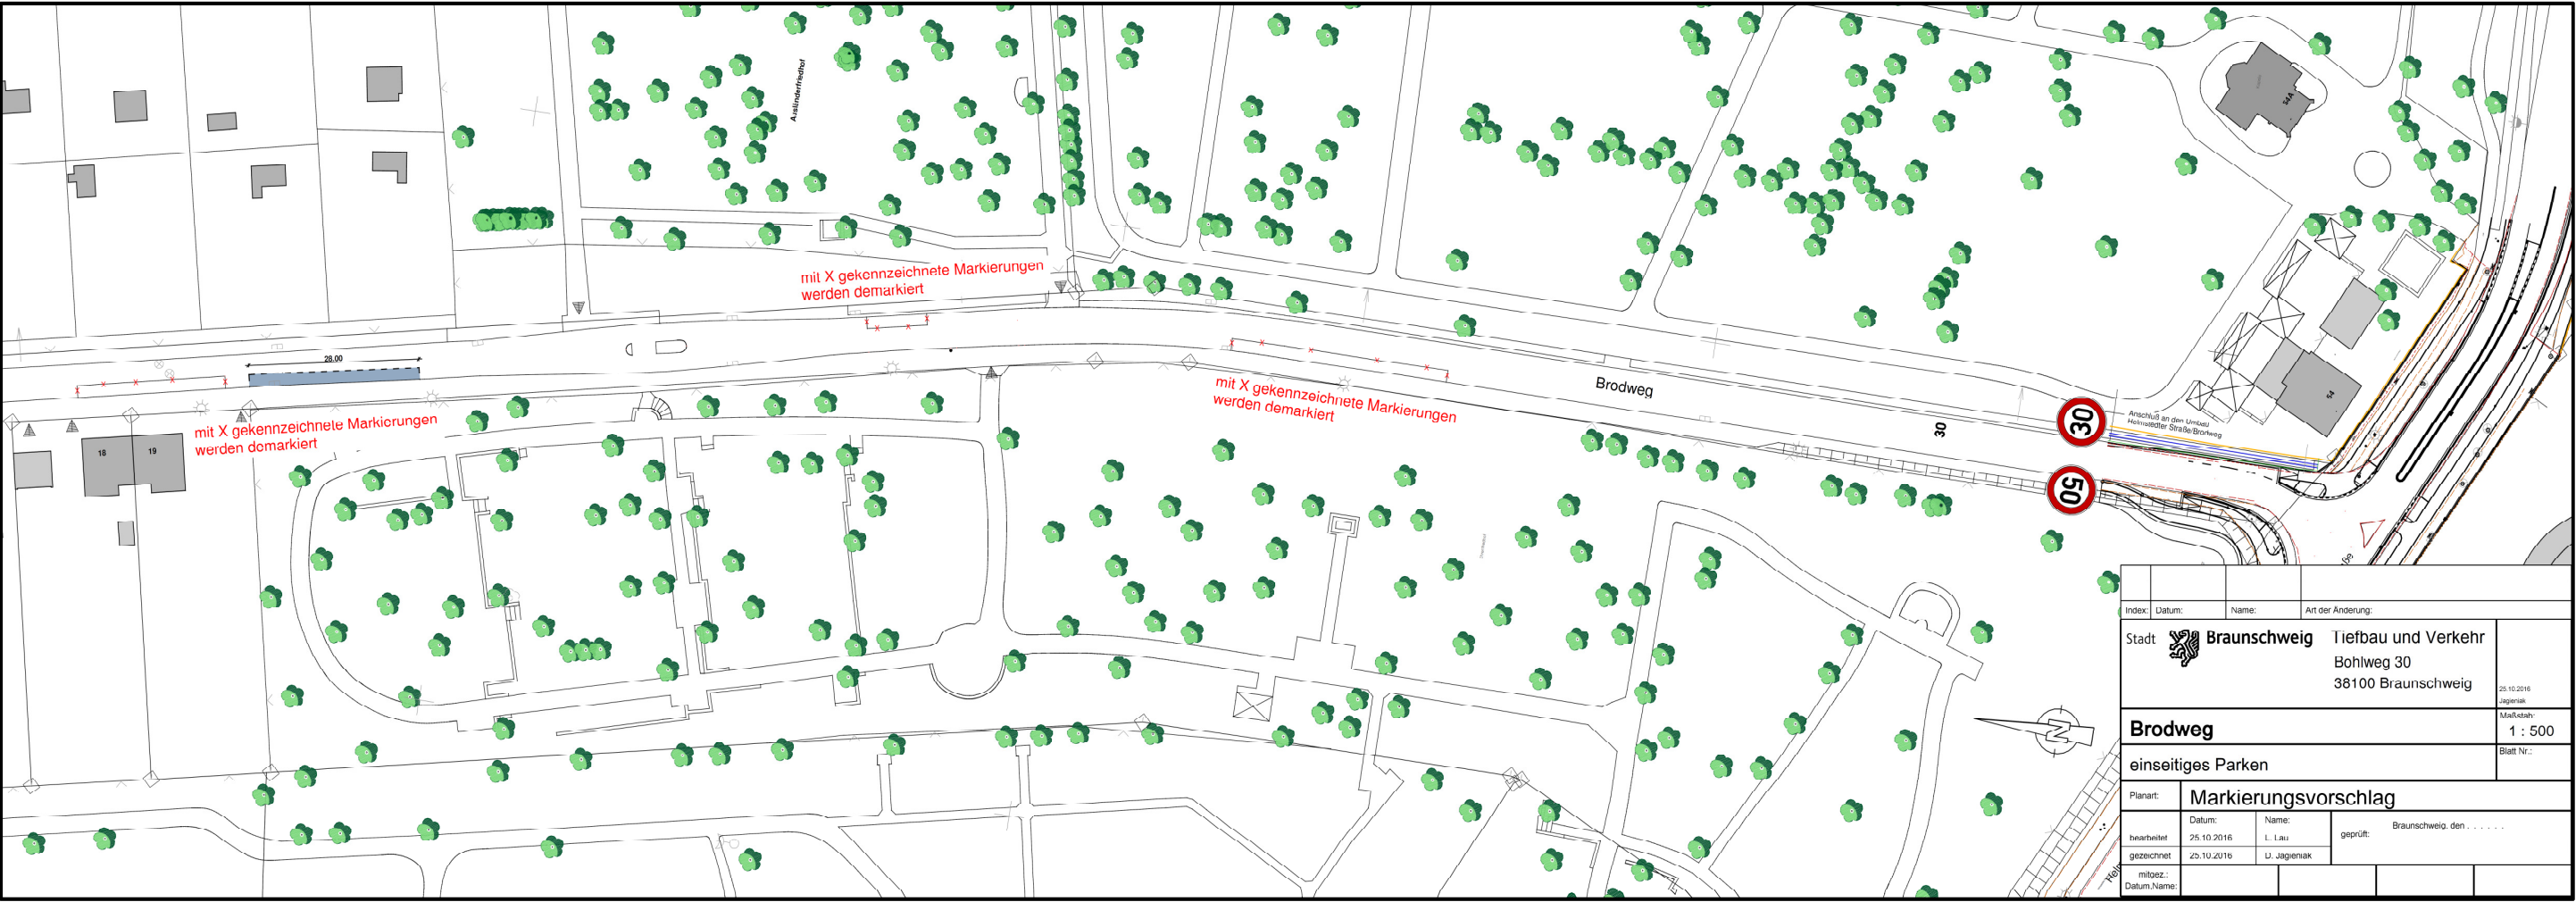 Ausländerfriedhof
54A
mit X gekennzeichnete Markierungen
werden demarkiert
28.00
mit X gekennzeichnete Markierungen
werden demarkiert
mit X gekennzeichnete Markierungen
werden demarkiert
Brodweg
30
30
50
Anschluß an den Umbau
Helmstedter Straße/Brodweg
54
18
19
N
Index:
Datum:
Name:
Art der Änderung:
Stadt Braunschweig
Tiefbau und Verkehr
Bohlweg 30
38100 Braunschweig
25.10.2016
Jagieniak
Brodweg
Maßstab:
1 : 500
einseitiges Parken
Blatt Nr.:
Planart:
Markierungsvorschlag
Datum:
Name:
bearbeitet
25.10.2016
L. Lau
geprüft:
Braunschweig, den . . . . . .
gezeichnet
25.10.2016
D. Jagieniak
mitgez.:
Datum,Name: